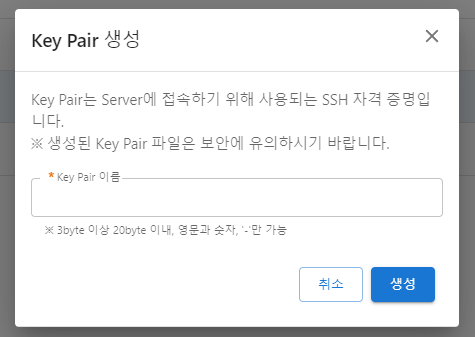 Key Pair 생성
Key Pair는 Server에 접속하기 위해 사용되는 SSH 자격 증명입
니다.
※ 생성된 Key Pair 파일은 보안에 유의하시기 바랍니다.
* Key Pair 이름
※ 3byte 이상 20byte 이내, 영문과 숫자, '-'만 가능
취소
생성